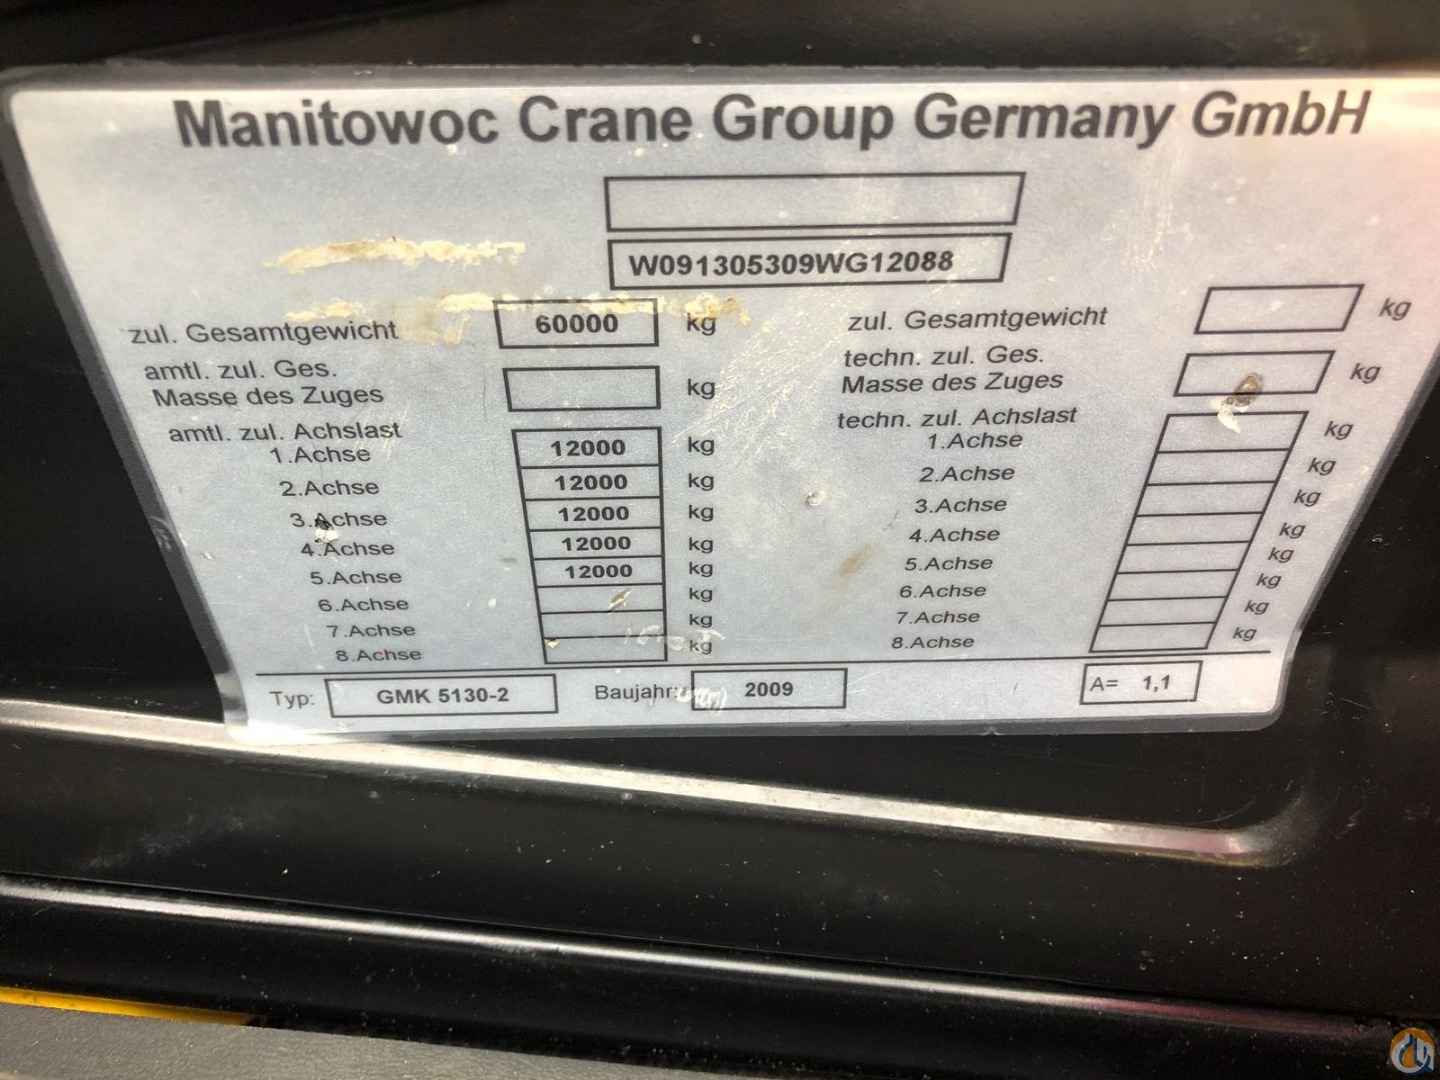 Manitowoc Crane Group Germany GmbH
W091305309WG12088
zul. Gesamtgewicht 60000 kg zul. Gesamtgewicht kg
amtl. zul. Ges. techn. zul. Ges.
Masse des Zuges kg Masse des Zuges kg
amtl. zul. Achslast techn. zul. Achslast
1.Achse 12000 kg 1.Achse kg
2.Achse 12000 kg 2.Achse kg
3.Achse 12000 kg 3.Achse kg
4.Achse 12000 kg 4.Achse kg
5.Achse 12000 kg 5.Achse kg
6.Achse kg 6.Achse kg
7.Achse kg 7.Achse kg
8.Achse kg 8.Achse kg
Typ: GMK 5130-2 Baujahr: 2009 A= 1,1